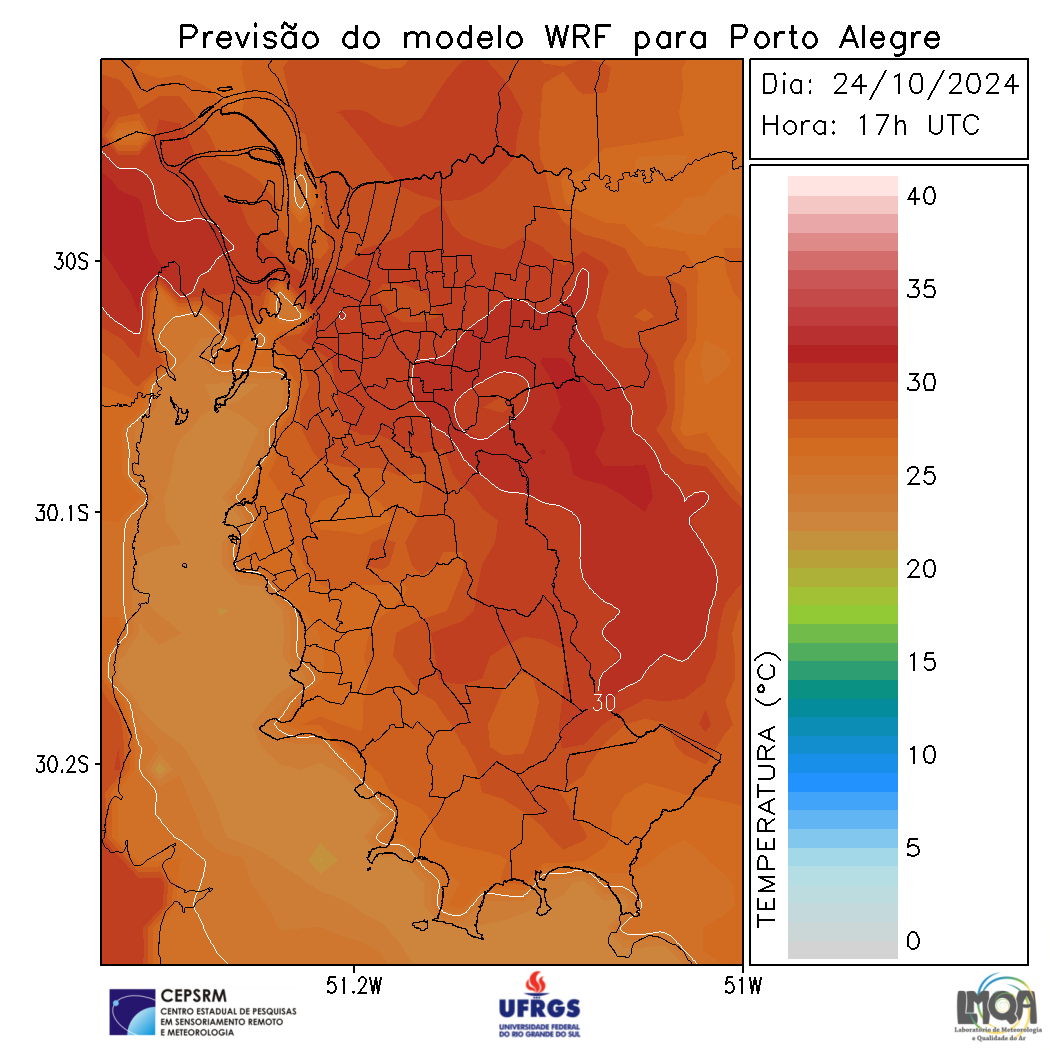 Previsão do modelo WRF para Porto Alegre
Dia: 24/10/2024
Hora: 17h UTC
40
35
30
25
20
15
10
5
0
TEMPERATURA (°C)
30S
30.1S
30.2S
30
51.2W
51W
CEPSRM
CENTRO ESTADUAL DE PESQUISAS
EM SENSORIAMENTO REMOTO
E METEOROLOGIA
UFRGS
UNIVERSIDADE FEDERAL
DO RIO GRANDE DO SUL
LMQA
Laboratório de Meteorologia
e Qualidade do Ar